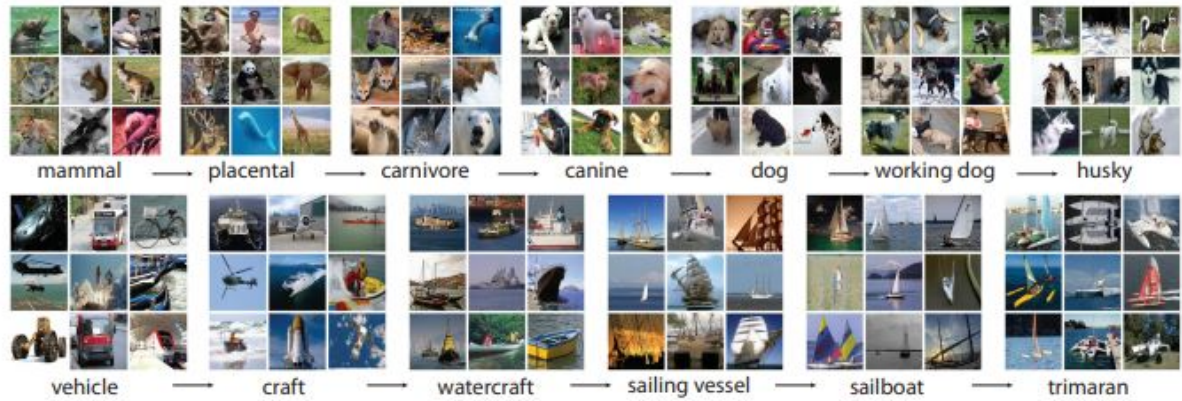 mammal → placental → carnivore → canine → dog → working dog → husky
vehicle → craft → watercraft → sailing vessel → sailboat → trimaran